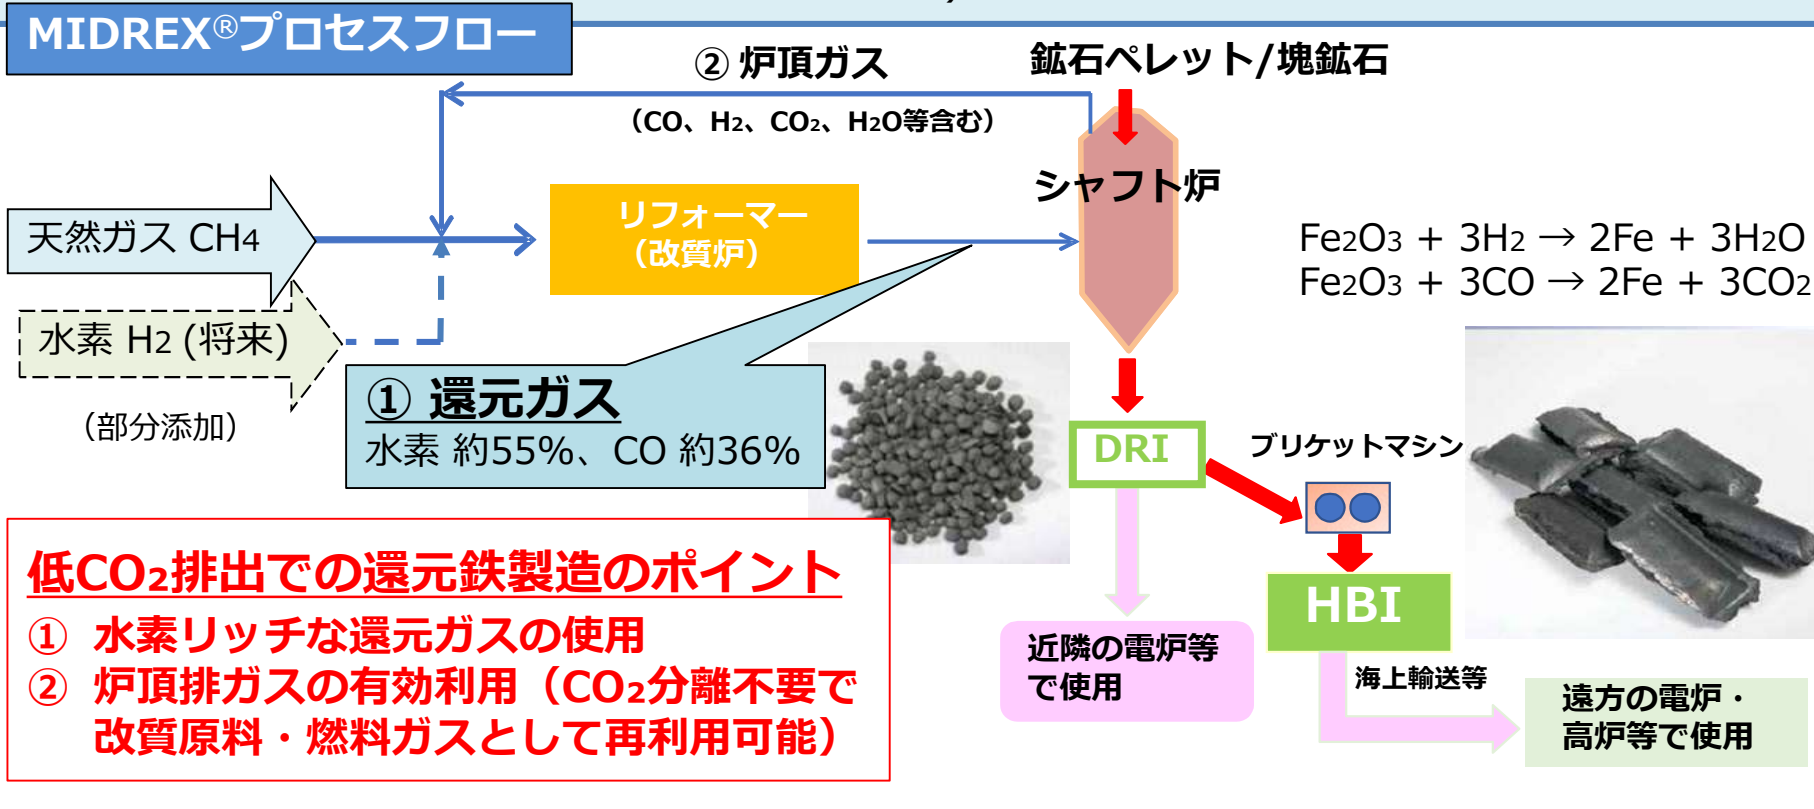 MIDREX®プロセスフロー
② 炉頂ガス
（CO、H2、CO2、H2O等含む）
鉱石ペレット/塊鉱石
シャフト炉
天然ガス CH4
リフォーマー
（改質炉）
水素 H2 (将来)
（部分添加）
Fe2O3 + 3H2 → 2Fe + 3H2O
Fe2O3 + 3CO → 2Fe + 3CO2
① 還元ガス
水素 約55%、CO 約36%
DRI
ブリケットマシン
HBI
近隣の電炉等
で使用
海上輸送等
遠方の電炉・
高炉等で使用
低CO₂排出での還元鉄製造のポイント
① 水素リッチな還元ガスの使用
② 炉頂排ガスの有効利用（CO₂分離不要で
改質原料・燃料ガスとして再利用可能）